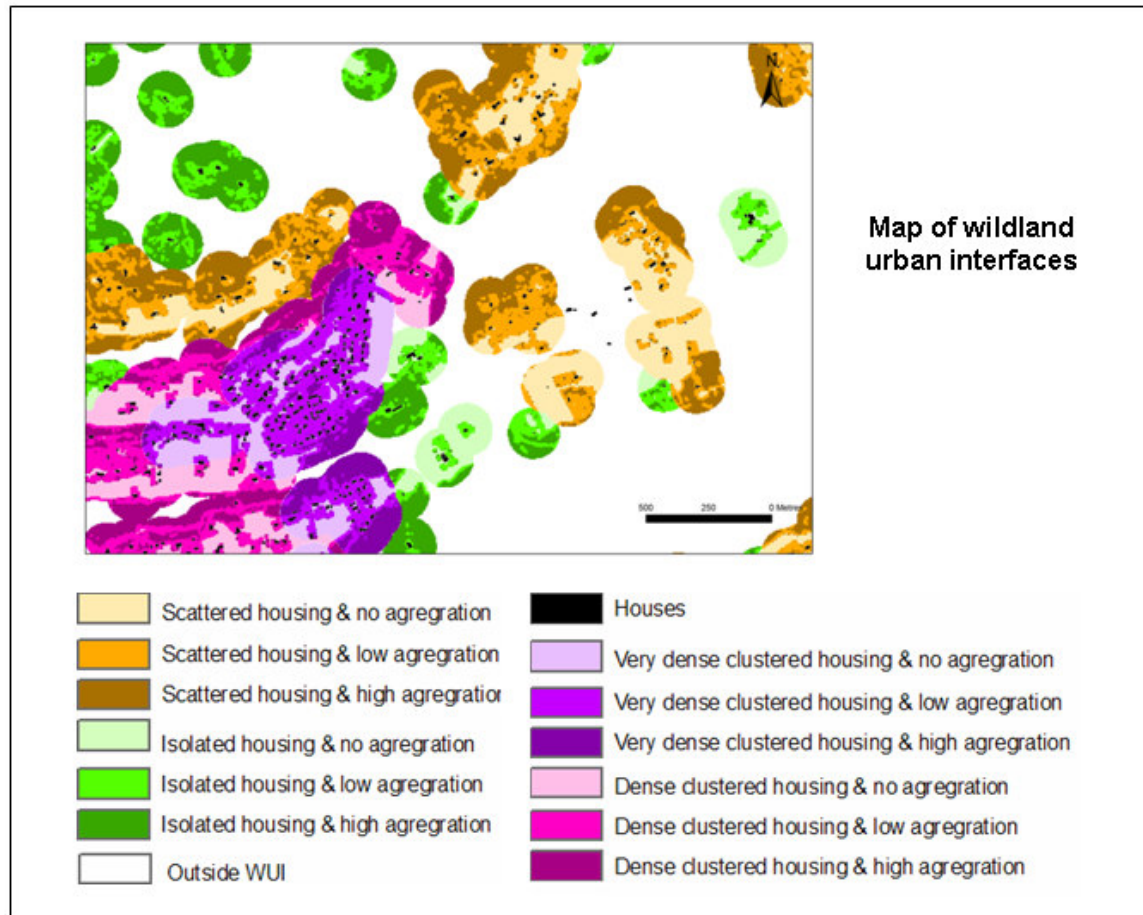 N
Map of wildland
urban interfaces
500 250 0 Metres
Scattered housing & no agregration
Scattered housing & low agregration
Scattered housing & high agregration
Isolated housing & no agregration
Isolated housing & low agregration
Isolated housing & high agregration
Outside WUI
Houses
Very dense clustered housing & no agregration
Very dense clustered housing & low agregration
Very dense clustered housing & high agregration
Dense clustered housing & no agregration
Dense clustered housing & low agregration
Dense clustered housing & high agregration